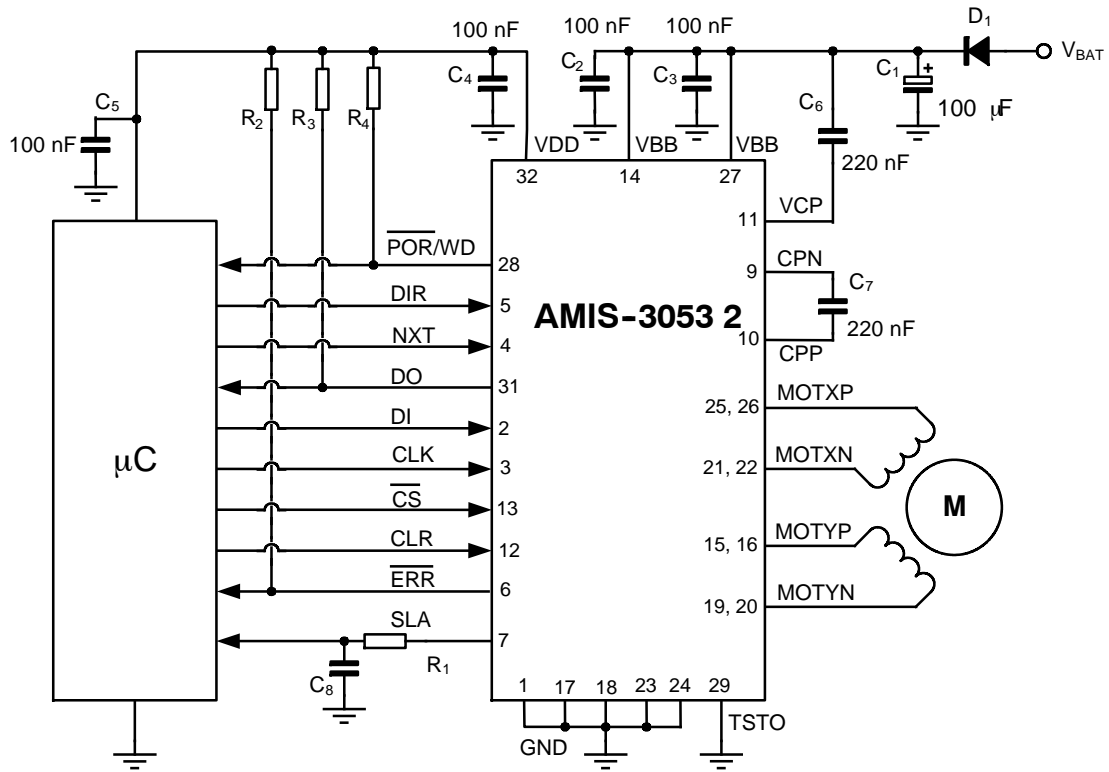 100 nF
100 nF
100 nF
D1
VBAT
C5
100 nF
R2
R3
R4
C4
C2
C3
C6
C1
+
100 μF
220 nF
VDD
VBB
VBB
32
14
27
11
VCP
POR/WD
28
9
CPN
DIR
5
C7
AMIS-3053 2
220 nF
NXT
4
10
CPP
DO
31
25, 26
MOTXP
DI
2
μC
CLK
3
21, 22
MOTXN
CS
13
M
CLR
12
15, 16
MOTYP
ERR
6
19, 20
MOTYN
SLA
7
R1
C8
1
17
18
23
24
29
GND
TSTO